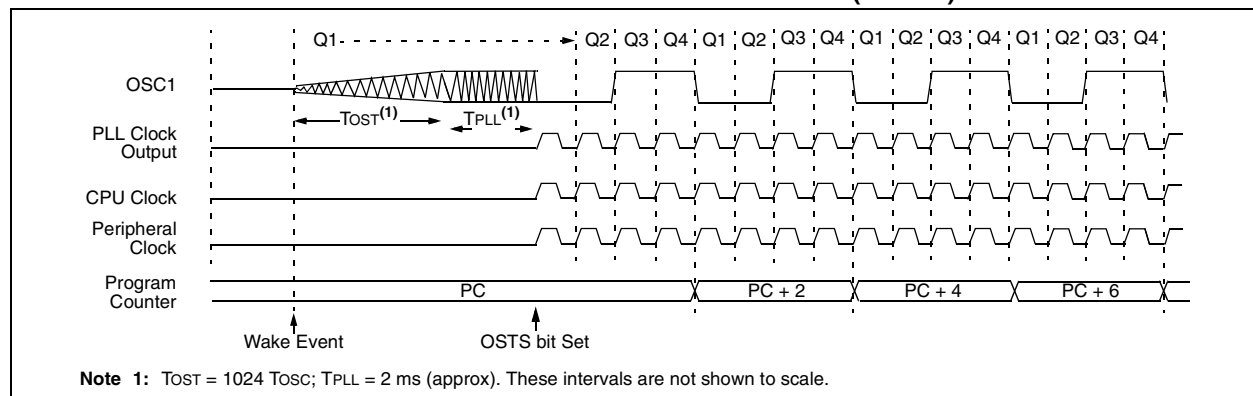 Q1 Q2 Q3 Q4 Q1 Q2 Q3 Q4 Q1 Q2 Q3 Q4 Q1 Q2 Q3 Q4
OSC1
TOST(1) TPLL(1)
PLL Clock
Output
CPU Clock
Peripheral
Clock
Program
Counter
PC PC + 2 PC + 4 PC + 6
Wake Event OSTS bit Set
Note 1: TOST = 1024 TOSC; TPLL = 2 ms (approx). These intervals are not shown to scale.